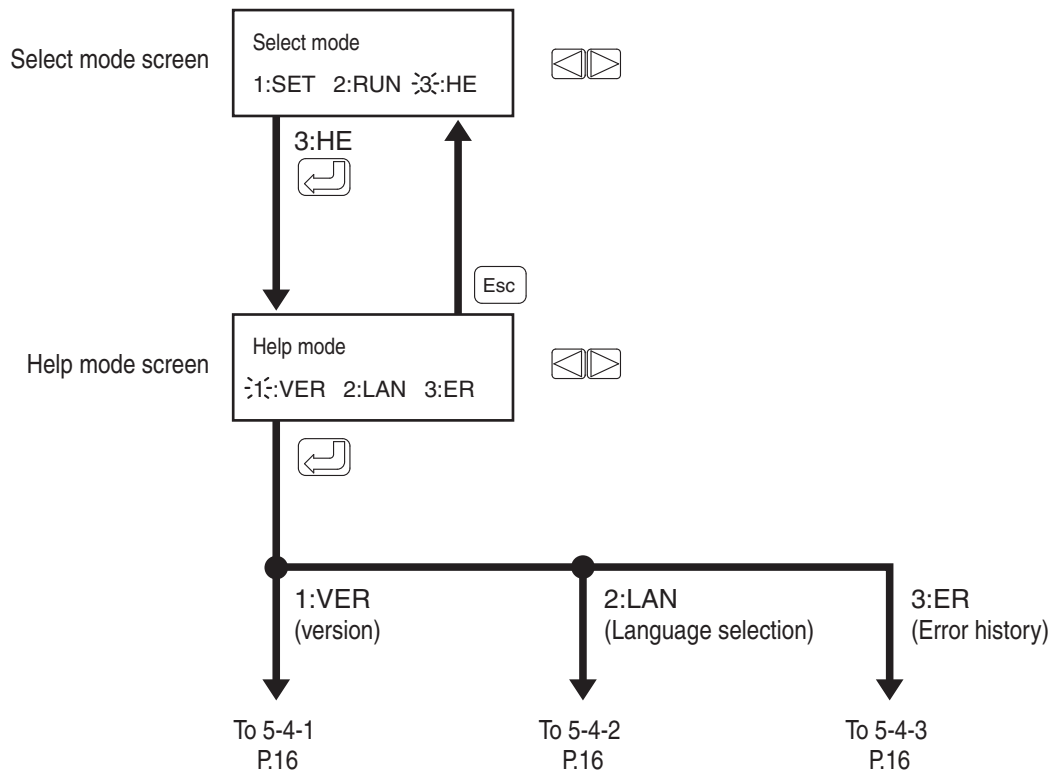 Select mode screen
Select mode
1:SET 2:RUN 3:HE
3:HE
Esc
Help mode screen
Help mode
1:VER 2:LAN 3:ER
1:VER
(version)
2:LAN
(Language selection)
3:ER
(Error history)
To 5-4-1
P.16
To 5-4-2
P.16
To 5-4-3
P.16